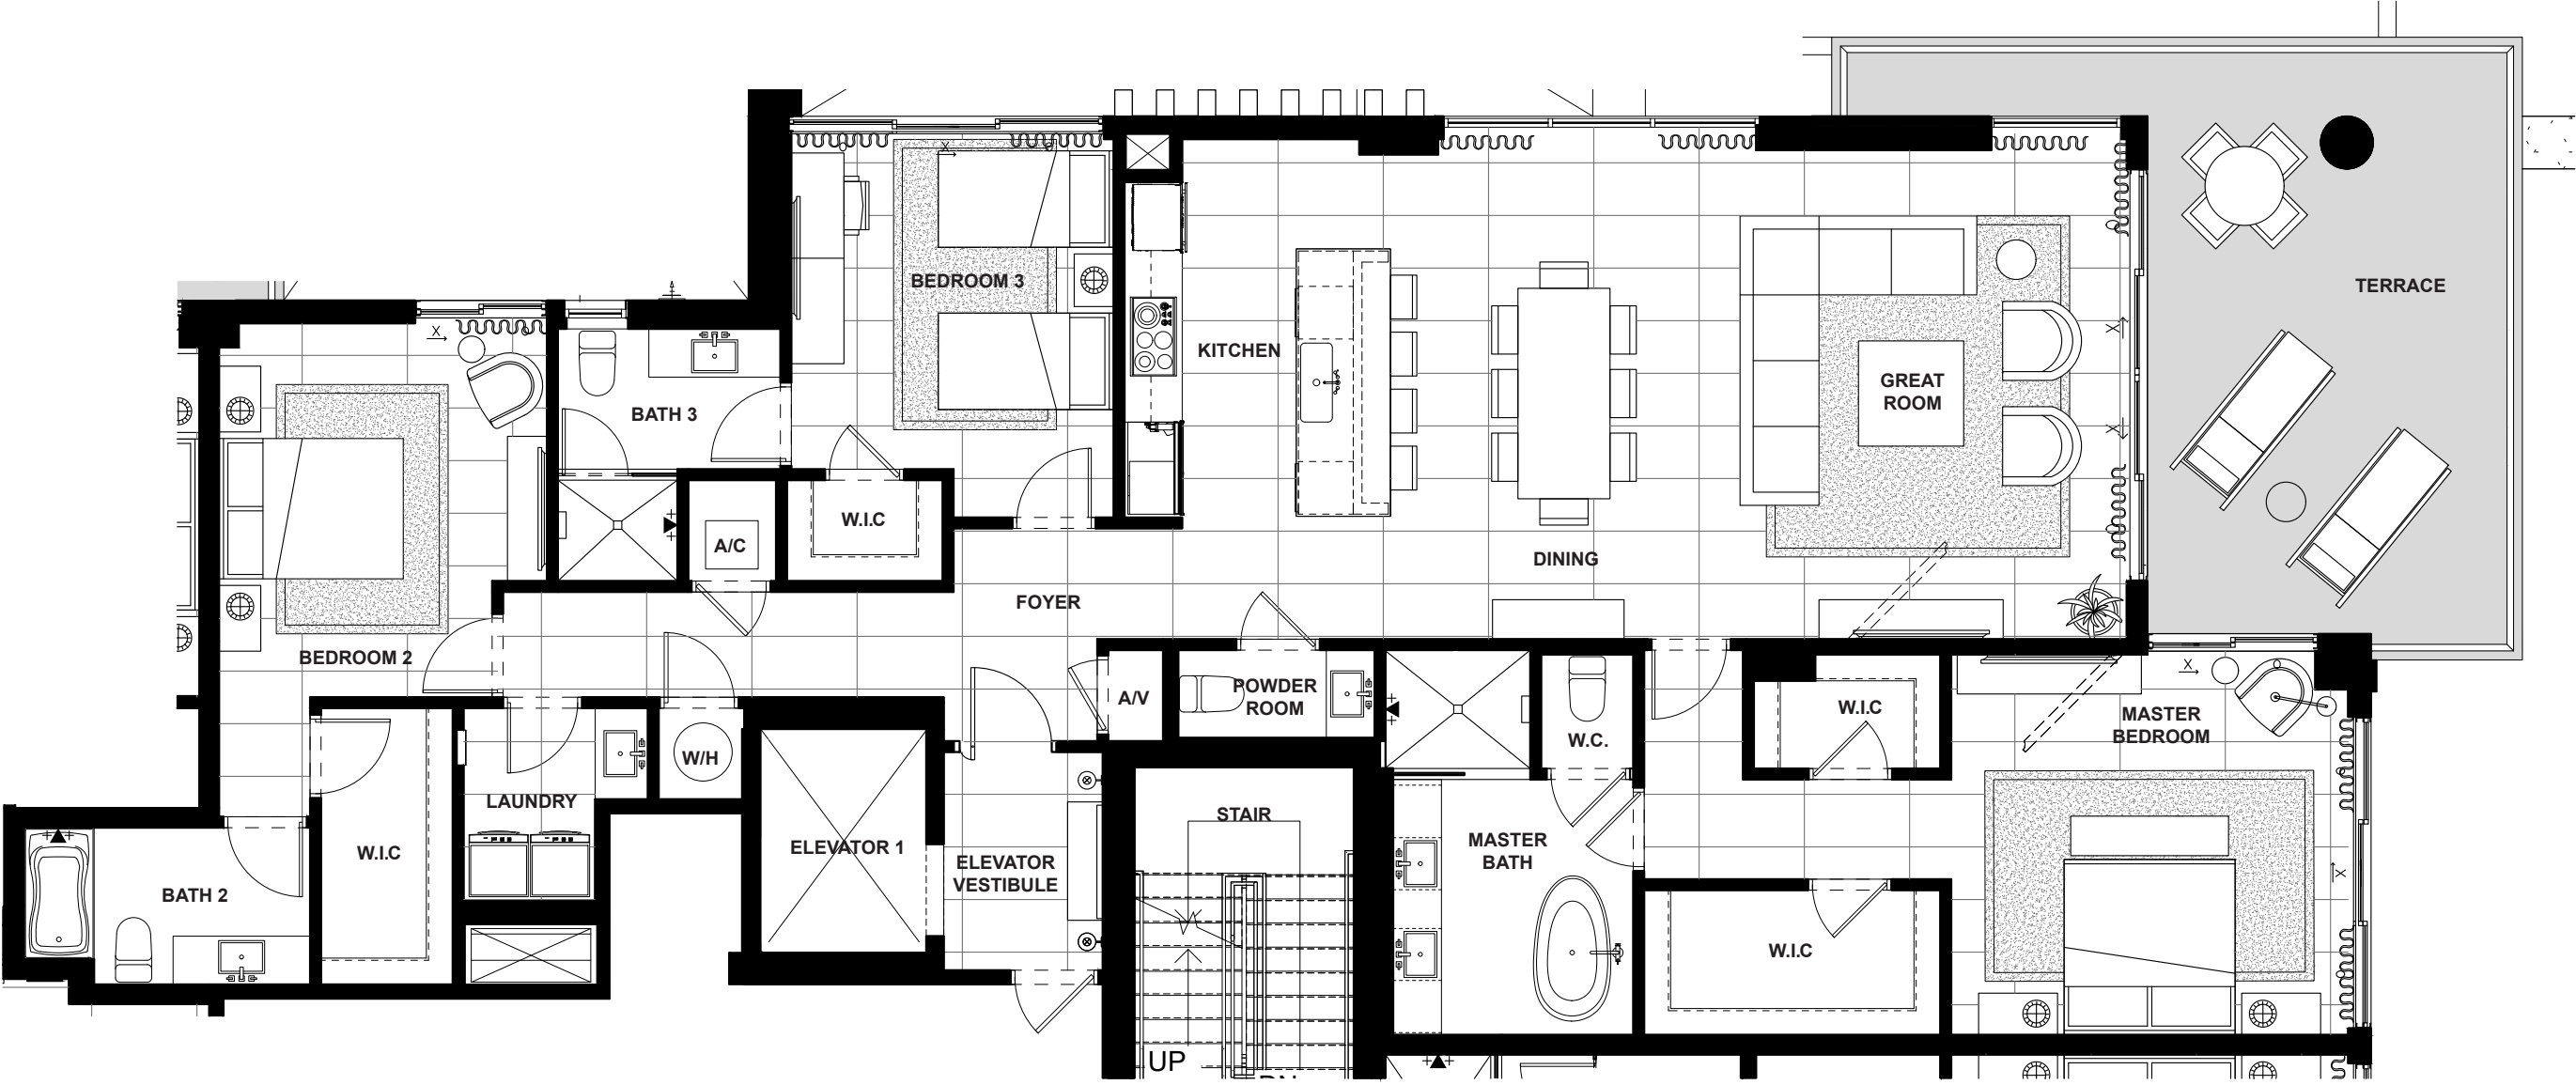 BEDROOM 3
TERRACE
KITCHEN
GREAT
ROOM
BATH 3
W.I.C
A/C
DINING
FOYER
BEDROOM 2
POWDER
ROOM
A/V
W.I.C
MASTER
BEDROOM
W.C.
W/H
LAUNDRY
STAIR
ELEVATOR 1
MASTER
BATH
W.I.C
ELEVATOR
VESTIBULE
BATH 2
W.I.C
UP
X
X
X
X
X
X